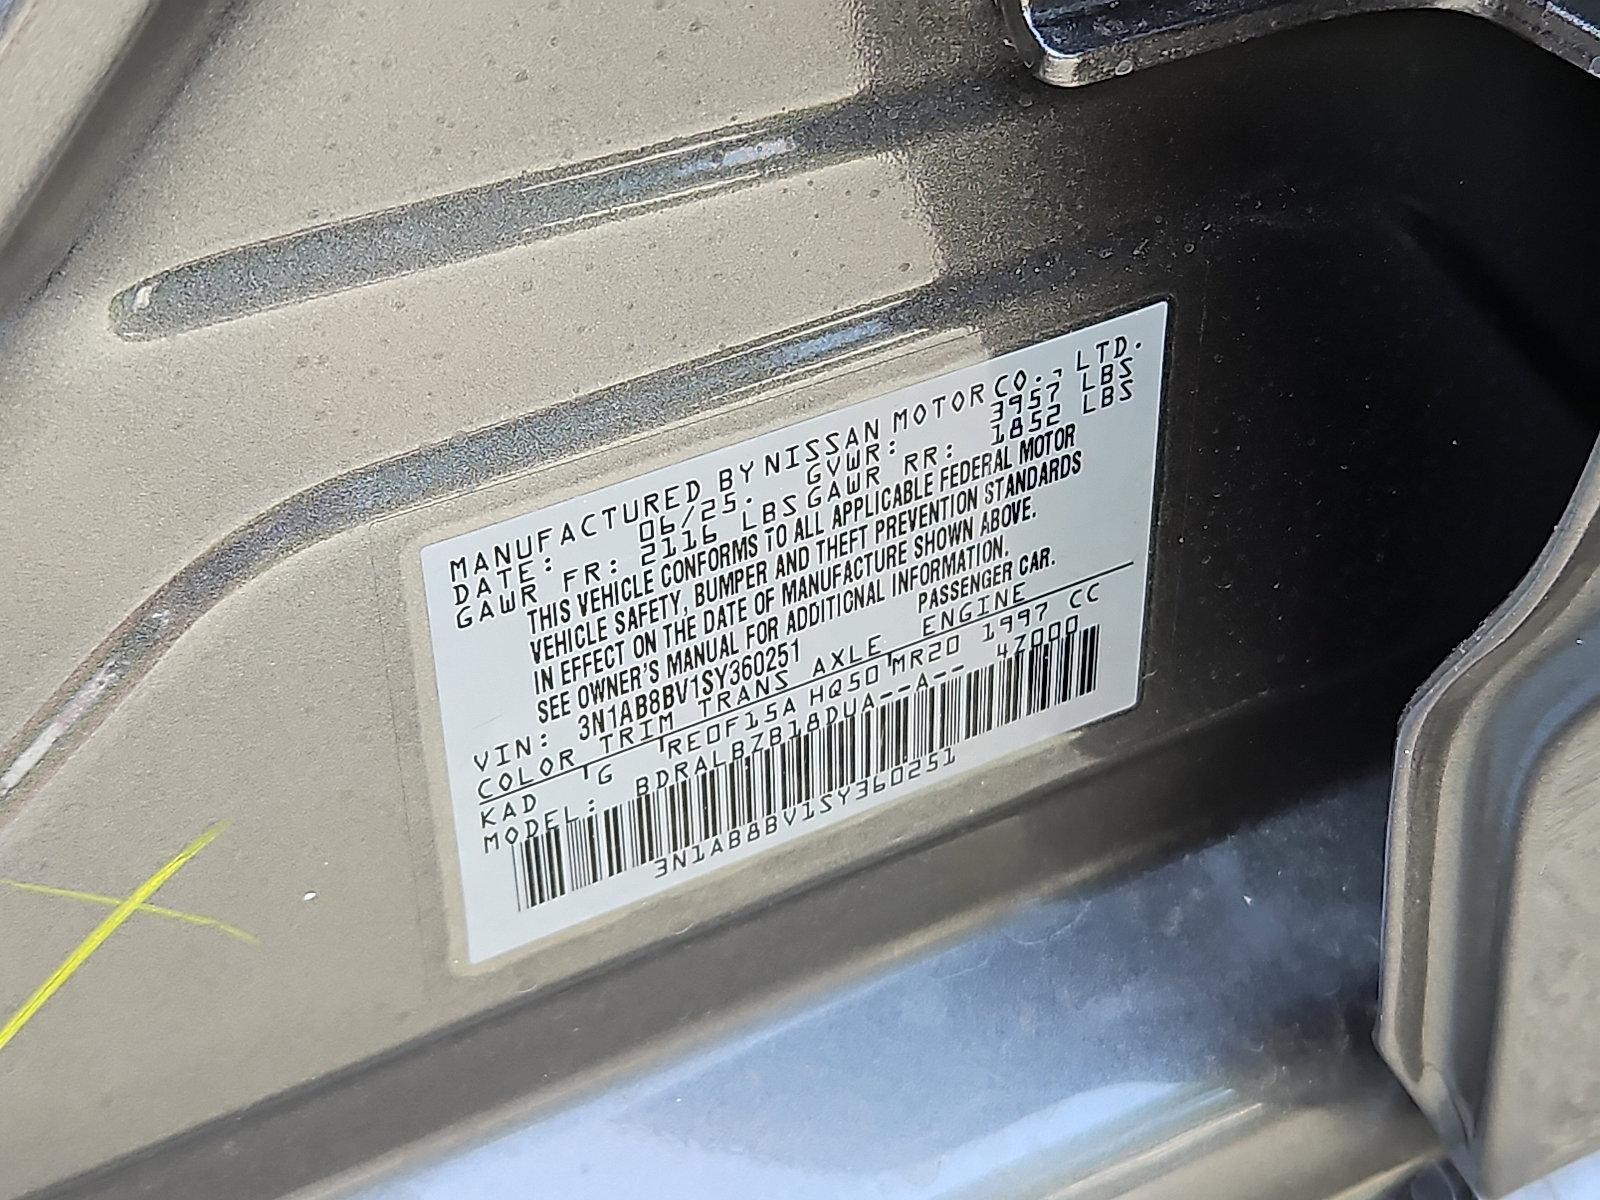 MANUFACTURED BY NISSAN MOTOR CO., LTD.
DATE: 06/25. GVWR: 3957 LBS
GAWR FR: 2116 LBS GAWR RR: 1852 LBS
THIS VEHICLE CONFORMS TO ALL APPLICABLE FEDERAL MOTOR
VEHICLE SAFETY, BUMPER AND THEFT PREVENTION STANDARDS
IN EFFECT ON THE DATE OF MANUFACTURE SHOWN ABOVE.
SEE OWNER'S MANUAL FOR ADDITIONAL INFORMATION.
VIN: 3N1AB8BV1SY360251 PASSENGER CAR.
COLOR TRIM TRANS AXLE ENGINE
KAD G RE0F15A HQ50 MR20 1997 CC
MODEL: BDRALBZB18DUA--A-- 47000
3N1AB8BV1SY360251